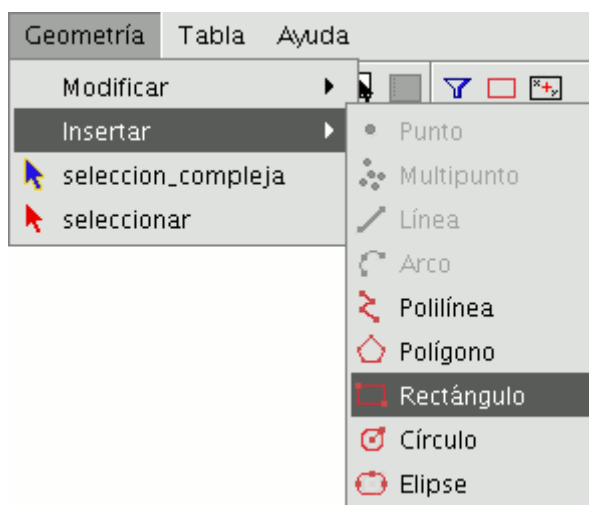 Geometría Tabla Ayuda
Modificar
Insertar
seleccion_compleja
seleccionar
Punto
Multipunto
Línea
Arco
Polilínea
Polígono
Rectángulo
Círculo
Elipse